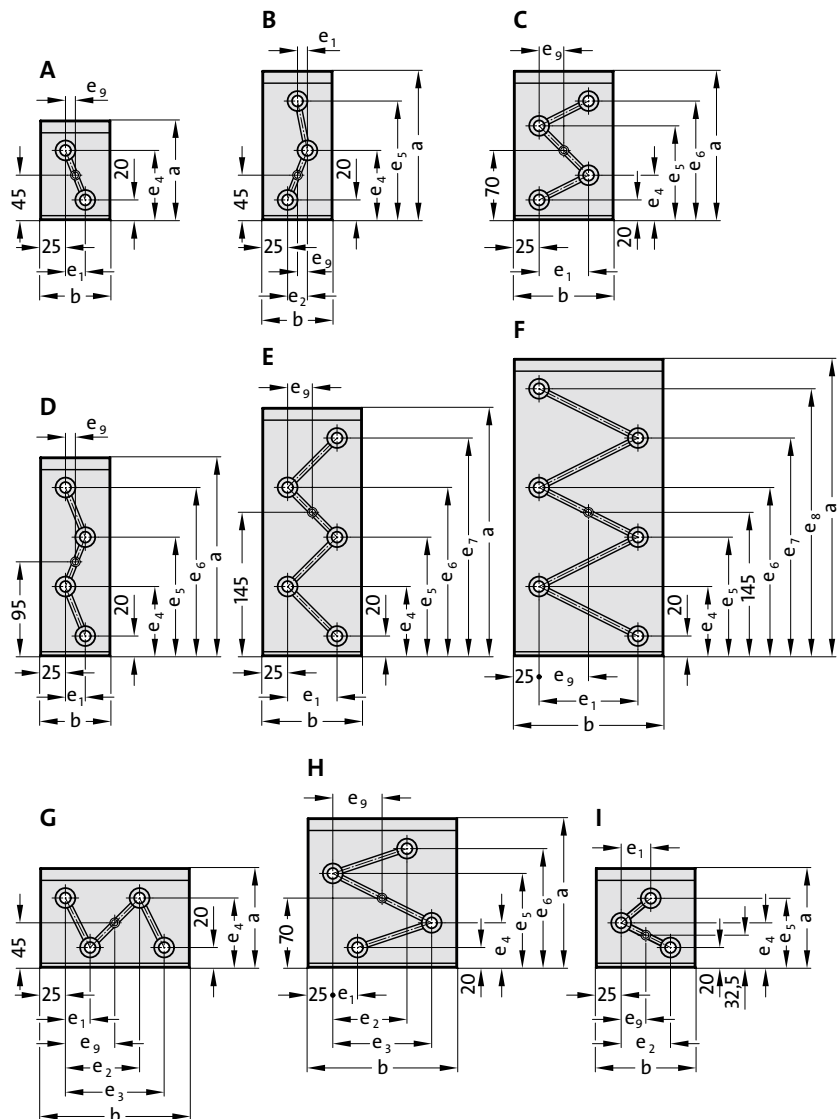 A
e₉
20
e₄
a
45
25
e₁
b
B
e₁
20
e₄
e₅
a
45
25
e₉
e₂
b
C
e₉
70
e₄
e₅
e₆
a
20
25
e₁
b
D
e₉
95
20
e₄
e₅
e₆
a
25
e₁
b
E
e₉
145
20
e₄
e₅
e₆
e₇
a
25
e₁
b
F
20
e₄
e₅
145
e₆
e₇
e₈
a
25
e₉
e₁
b
G
45
20
e₄
a
25
e₁
e₉
e₂
e₃
b
H
e₉
70
e₄
e₅
e₆
a
20
25
e₁
e₂
e₃
b
I
e₁
e₄
e₅
a
20
32,5
25
e₉
e₂
b